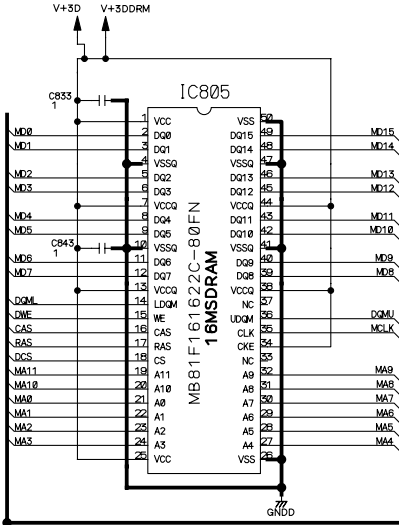 V+3D V+3DDRM
IC805
C833
1
1 VCC VSS 50
MD0 2 DQ0 DQ15 49 MD15
MD1 3 DQ1 DQ14 48 MD14
4 VSSQ VSSQ 47
MD2 5 DQ2 DQ13 46 MD13
MD3 6 DQ3 DQ12 45 MD12
7 VCCQ VCCQ 44
MD4 8 DQ4 DQ11 43 MD11
MD5 9 DQ5 DQ10 42 MD10
C843
1
10 VSSQ VSSQ 41
MD6 11 DQ6 DQ9 40 MD9
MD7 12 DQ7 DQ8 39 MD8
13 VCCQ VCCQ 38
DQML 14 LDQM NC 37
DWE 15 WE UDQM 36 DQMU
CAS 16 CAS CLK 35 MCLK
RAS 17 RAS CKE 34
DCS 18 CS NC 33
MA11 19 A11 A9 32 MA9
MA10 20 A10 A8 31 MA8
MA0 21 A0 A7 30 MA7
MA1 22 A1 A6 29 MA6
MA2 23 A2 A5 28 MA5
MA3 24 A3 A4 27 MA4
25 VCC VSS 26
MB81F161622C-80FN
16MSDRAM
GNDD